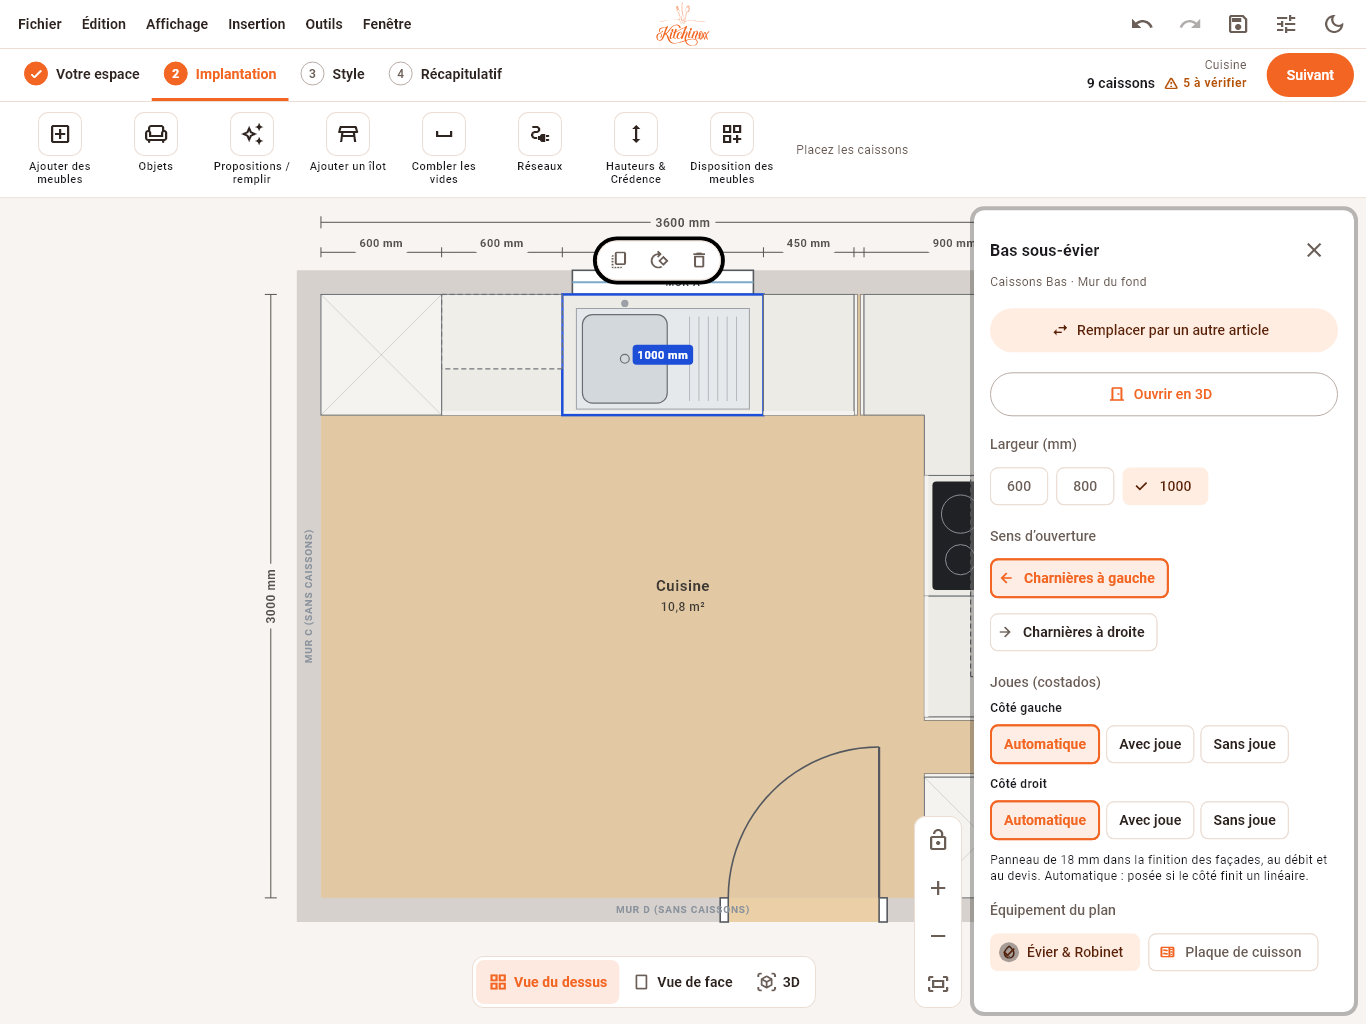 Fichier Édition Affichage Insertion Outils Fenêtre
Kitchinox
Votre espace 2 Implantation 3 Style 4 Récapitulatif
Cuisine
9 caissons 5 à vérifier
Suivant
Ajouter des meubles
Objets
Propositions / remplir
Ajouter un îlot
Combler les vides
Réseaux
Hauteurs & Crédence
Disposition des meubles
Placez les caissons
3600 mm
600 mm 600 mm 450 mm 900 mm
1000 mm
3000 mm
MUR C (SANS CAISSONS)
Cuisine
10,8 m²
MUR D (SANS CAISSONS)
Vue du dessus Vue de face 3D
Bas sous-évier
Caissons Bas · Mur du fond
Remplacer par un autre article
Ouvrir en 3D
Largeur (mm)
600 800 1000
Sens d’ouverture
Charnières à gauche
Charnières à droite
Joues (costados)
Côté gauche
Automatique Avec joue Sans joue
Côté droit
Automatique Avec joue Sans joue
Panneau de 18 mm dans la finition des façades, au débit et
au devis. Automatique : posée si le côté finit un linéaire.
Équipement du plan
Évier & Robinet Plaque de cuisson